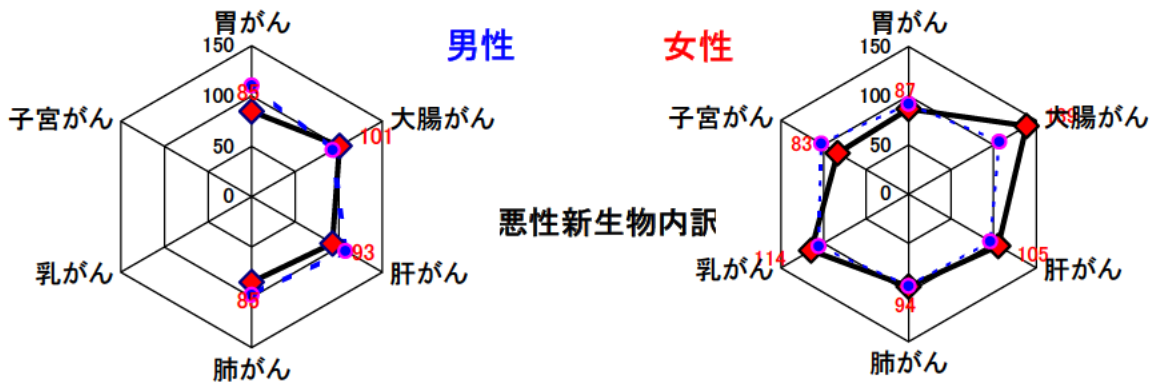 胃がん
150
男性
100
子宮がん
大腸がん
101
50
0
93
乳がん
肝がん
肺がん
悪性新生物内訳
女性
胃がん
150
87
100
子宮がん
大腸がん
83
50
0
114
乳がん
105
肝がん
94
肺がん